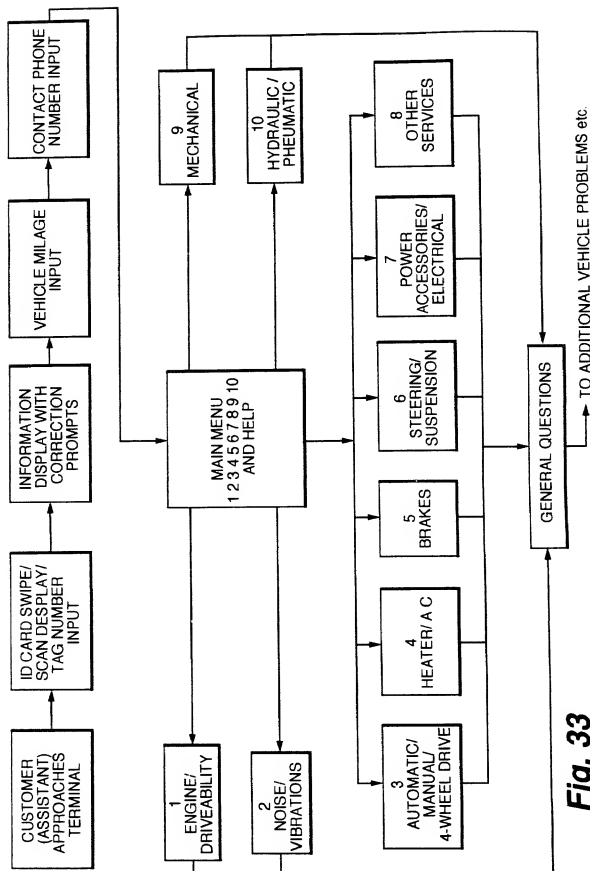 CUSTOMER
(ASSISTANT)
APPROACHES
TERMINAL
ID CARD SWIPE/
SCAN DESPLAY/
TAG NUMBER
INPUT
INFORMATION
DISPLAY WITH
CORRECTION
PROMPTS
VEHICLE MILAGE
INPUT
CONTACT PHONE
NUMBER INPUT
MAIN MENU
1 2 3 4 5 6 7 8 9 10
AND HELP
1
ENGINE/
DRIVEABILITY
2
NOISE/
VIBRATIONS
9
MECHANICAL
10
HYDRAULIC /
PHEUMATIC
3
AUTOMATIC/
MANUAL/
4-WHEEL DRIVE
4
HEATER/ A C
5
BRAKES
6
STEERING/
SUSPENSION
7
POWER
ACCESSORIES/
ELECTRICAL
8
OTHER
SERVICES
GENERAL QUESTIONS
TO ADDITIONAL VEHICLE PROBLEMS etc.
Fig. 33